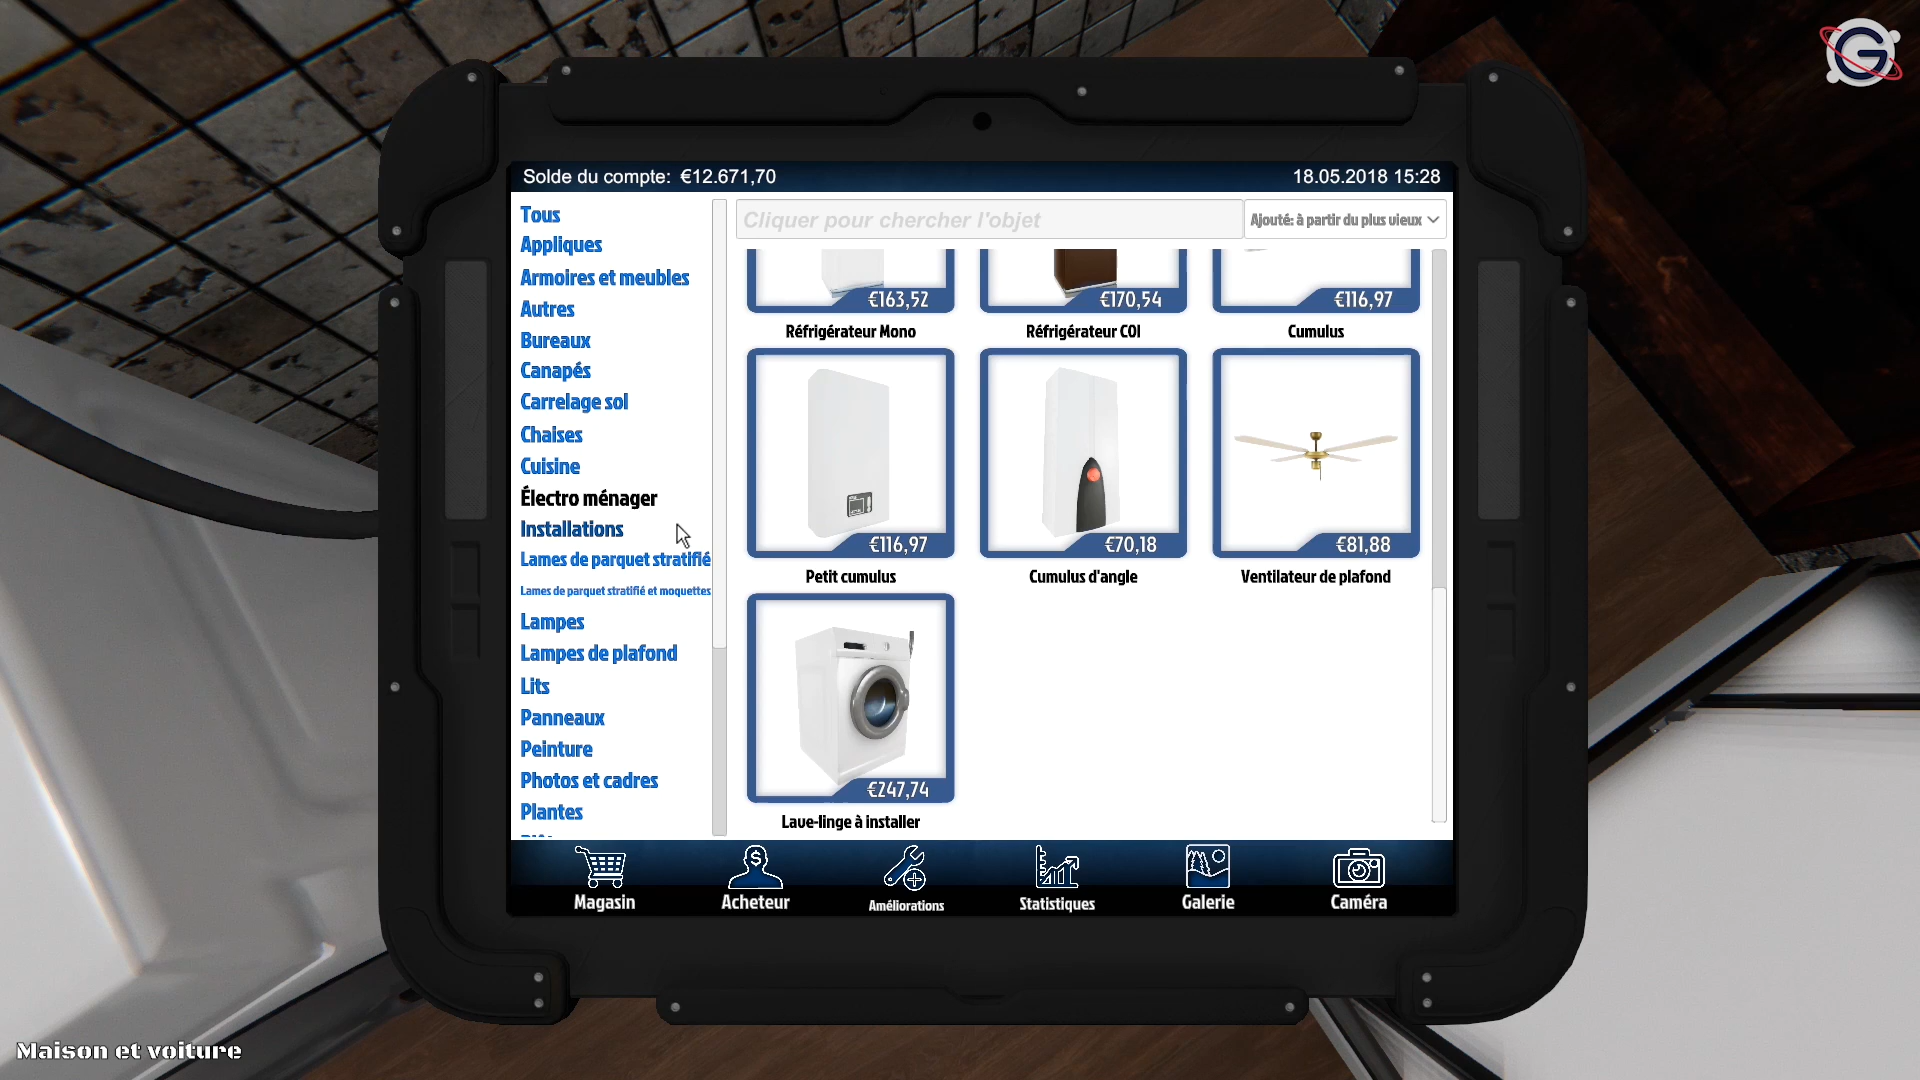 G
Solde du compte: €12.671,70
18.05.2018 15:28
Tous
Appliques
Armoires et meubles
Autres
Bureaux
Canapés
Carrelage sol
Chaises
Cuisine
Électro ménager
Installations
Lames de parquet stratifié
Lames de parquet stratifié et moquettes
Lampes
Lampes de plafond
Lits
Panneaux
Peinture
Photos et cadres
Plantes
Cliquer pour chercher l'objet
Ajouté: à partir du plus vieux
€163,52
€170,54
€116,97
Réfrigérateur Mono
Réfrigérateur COI
Cumulus
€116,97
€70,18
€81,88
Petit cumulus
Cumulus d'angle
Ventilateur de plafond
€247,74
Lave-linge à installer
Magasin
Acheteur
Améliorations
Statistiques
Galerie
Caméra
Maison et voiture